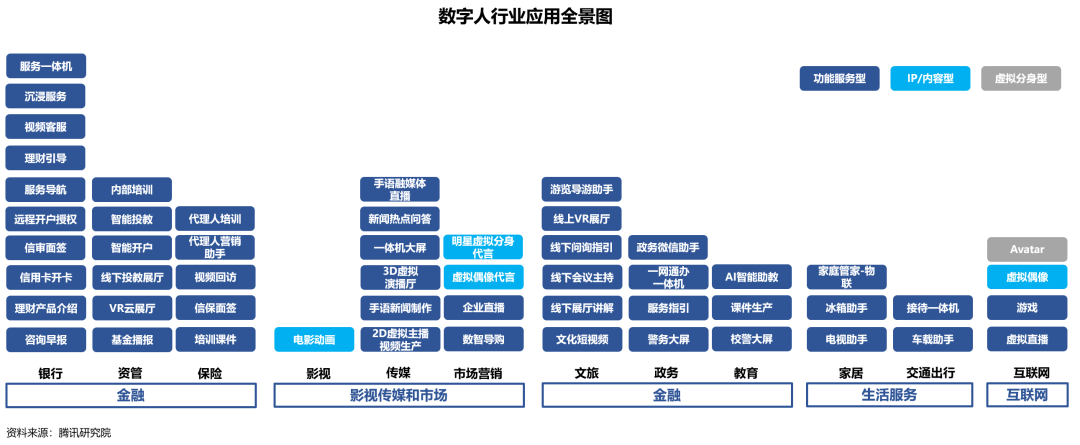 数字人行业应用全景图
服务一体机
功能服务型
IP/内容型
虚拟分身型
沉浸服务
视频客服
理财引导
服务导航
内部培训
手语融媒体
直播
游览导游助手
远程开户授权
智能投教
代理人培训
新闻热点问答
线上VR展厅
信审面签
智能开户
代理人营销
助手
一体机大屏
明星虚拟分身
代言
线下问询指引
政务微信助手
Avatar
信用卡开卡
线下投教展厅
视频回访
3D虚拟
演播厅
虚拟偶像代言
线下会议主持
一网通办
一体机
AI智能助教
家庭管家-物
联
虚拟偶像
理财产品介绍
VR云展厅
信保面签
手语新闻制作
企业直播
线下展厅讲解
服务指引
课件生产
冰箱助手
接待一体机
游戏
咨询早报
基金播报
培训课件
电影动画
2D虚拟主播
视频生产
数智导购
文化短视频
警务大屏
校警大屏
电视助手
车载助手
虚拟直播
银行
资管
保险
影视
传媒
市场营销
文旅
政务
教育
家居
交通出行
互联网
金融
影视传媒和市场
金融
生活服务
互联网
资料来源：腾讯研究院